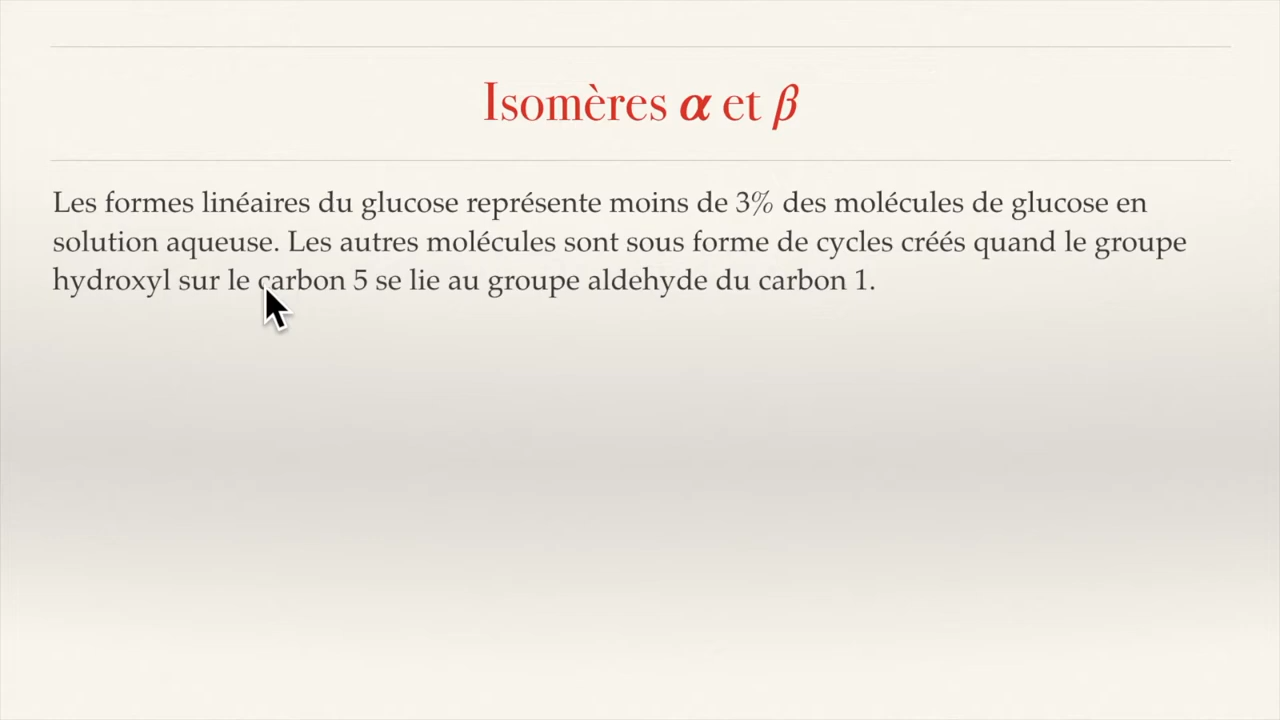 Isomères α et β
Les formes linéaires du glucose représente moins de 3% des molécules de glucose en
solution aqueuse. Les autres molécules sont sous forme de cycles créés quand le groupe
hydroxyl sur le carbon 5 se lie au groupe aldehyde du carbon 1.